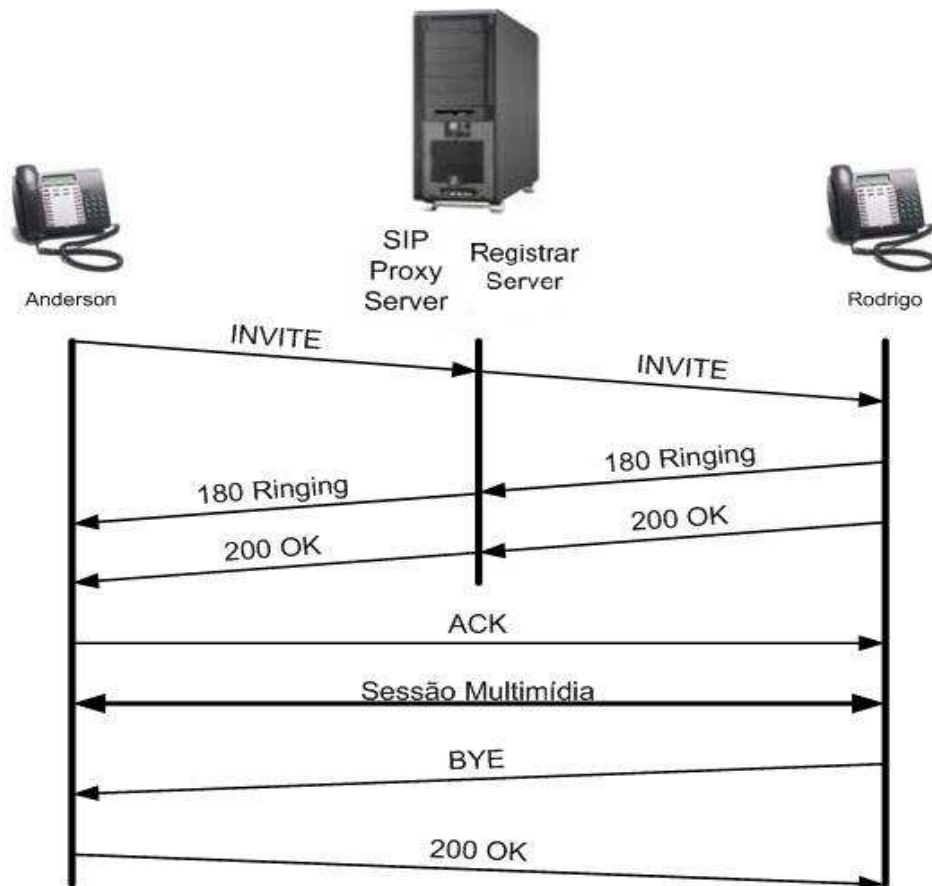 SIP
Proxy
Server
Registrar
Server
Anderson
Rodrigo
INVITE
INVITE
180 Ringing
180 Ringing
200 OK
200 OK
ACK
Sessão Multimídia
BYE
200 OK